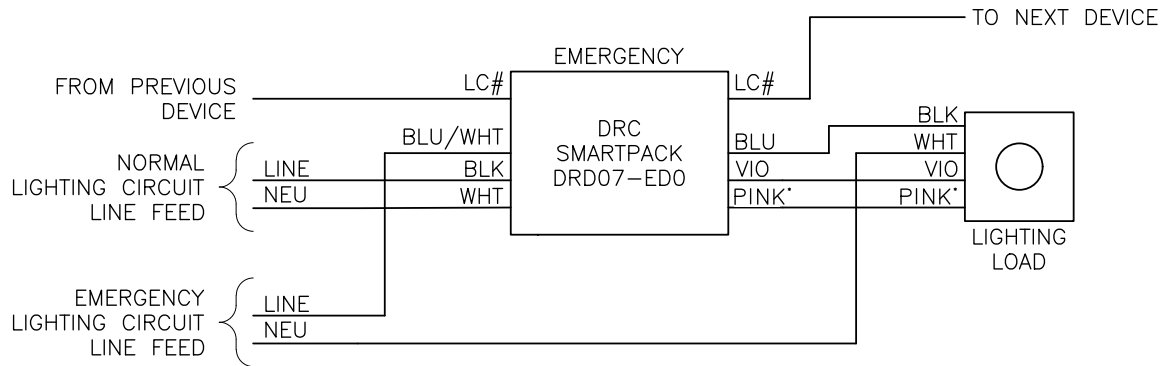 TO NEXT DEVICE
EMERGENCY
FROM PREVIOUS
DEVICE
LC#
LC#
DRC
SMARTPACK
DRD07-ED0
BLU/WHT
BLK
WHT
BLU
VIO
PINK*
BLK
WHT
VIO
PINK*
LIGHTING
LOAD
NORMAL
LIGHTING CIRCUIT
LINE FEED
LINE
NEU
EMERGENCY
LIGHTING CIRCUIT
LINE FEED
LINE
NEU